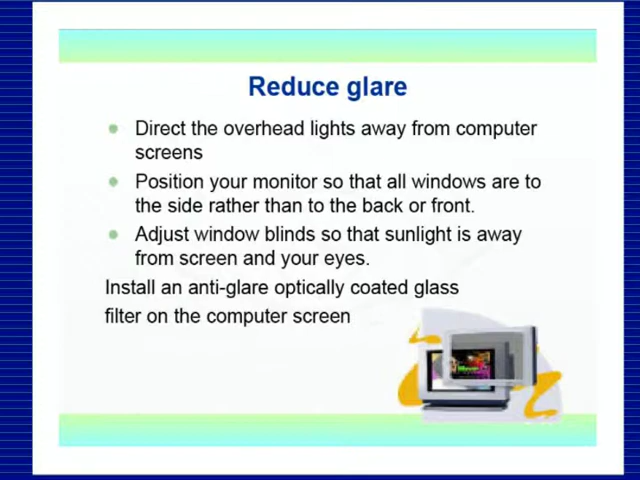 Reduce glare
Direct the overhead lights away from computer
screens
Position your monitor so that all windows are to
the side rather than to the back or front.
Adjust window blinds so that sunlight is away
from screen and your eyes.
Install an anti-glare optically coated glass
filter on the computer screen